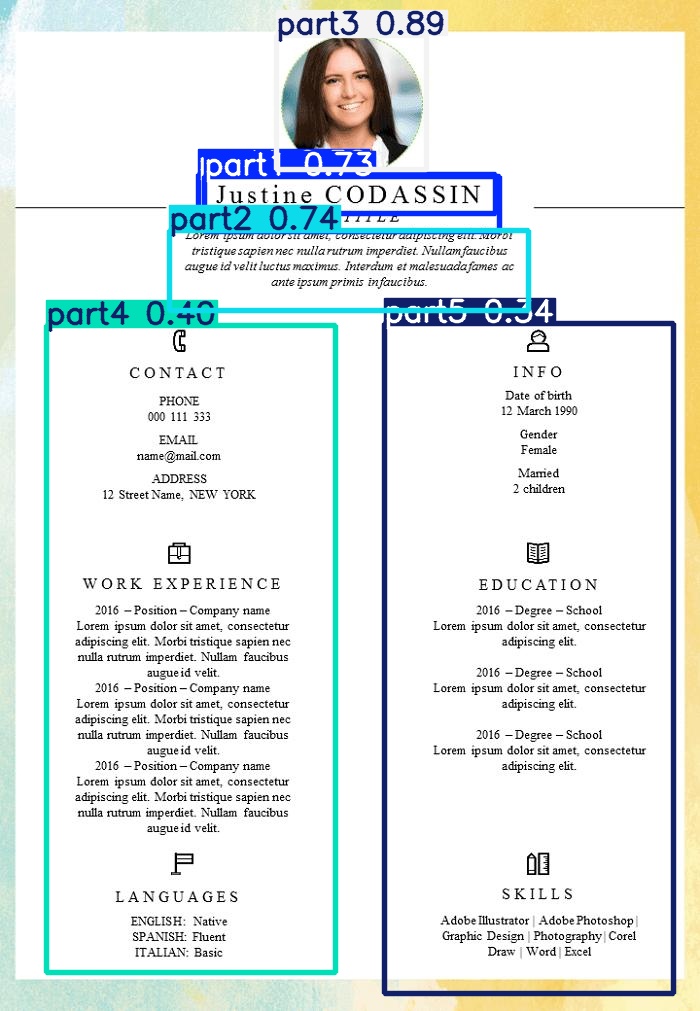 part3 0.89
part1 0.73
Justine CODASSIN
TITLE
part2 0.74
Lorem ipsum dolor sit amet, consectetur adipiscing elit. Morbi
tristique sapien nec nulla rutrum imperdiet. Nullam faucibus
augue id velit luctus maximus. Interdum et malesuada fames ac
ante ipsum primis in faucibus.
part4 0.40
CONTACT
PHONE
000 111 333
EMAIL
name@mail.com
ADDRESS
12 Street Name, NEW YORK
WORK EXPERIENCE
2016 – Position – Company name
Lorem ipsum dolor sit amet, consectetur
adipiscing elit. Morbi tristique sapien nec
nulla rutrum imperdiet. Nullam faucibus
augue id velit.
2016 – Position – Company name
Lorem ipsum dolor sit amet, consectetur
adipiscing elit. Morbi tristique sapien nec
nulla rutrum imperdiet. Nullam faucibus
augue id velit.
2016 – Position – Company name
Lorem ipsum dolor sit amet, consectetur
adipiscing elit. Morbi tristique sapien nec
nulla rutrum imperdiet. Nullam faucibus
augue id velit.
LANGUAGES
ENGLISH: Native
SPANISH: Fluent
ITALIAN: Basic
part5 0.34
INFO
Date of birth
12 March 1990
Gender
Female
Married
2 children
EDUCATION
2016 – Degree – School
Lorem ipsum dolor sit amet, consectetur
adipiscing elit.
2016 – Degree – School
Lorem ipsum dolor sit amet, consectetur
adipiscing elit.
2016 – Degree – School
Lorem ipsum dolor sit amet, consectetur
adipiscing elit.
SKILLS
Adobe Illustrator | Adobe Photoshop |
Graphic Design | Photography | Corel
Draw | Word | Excel